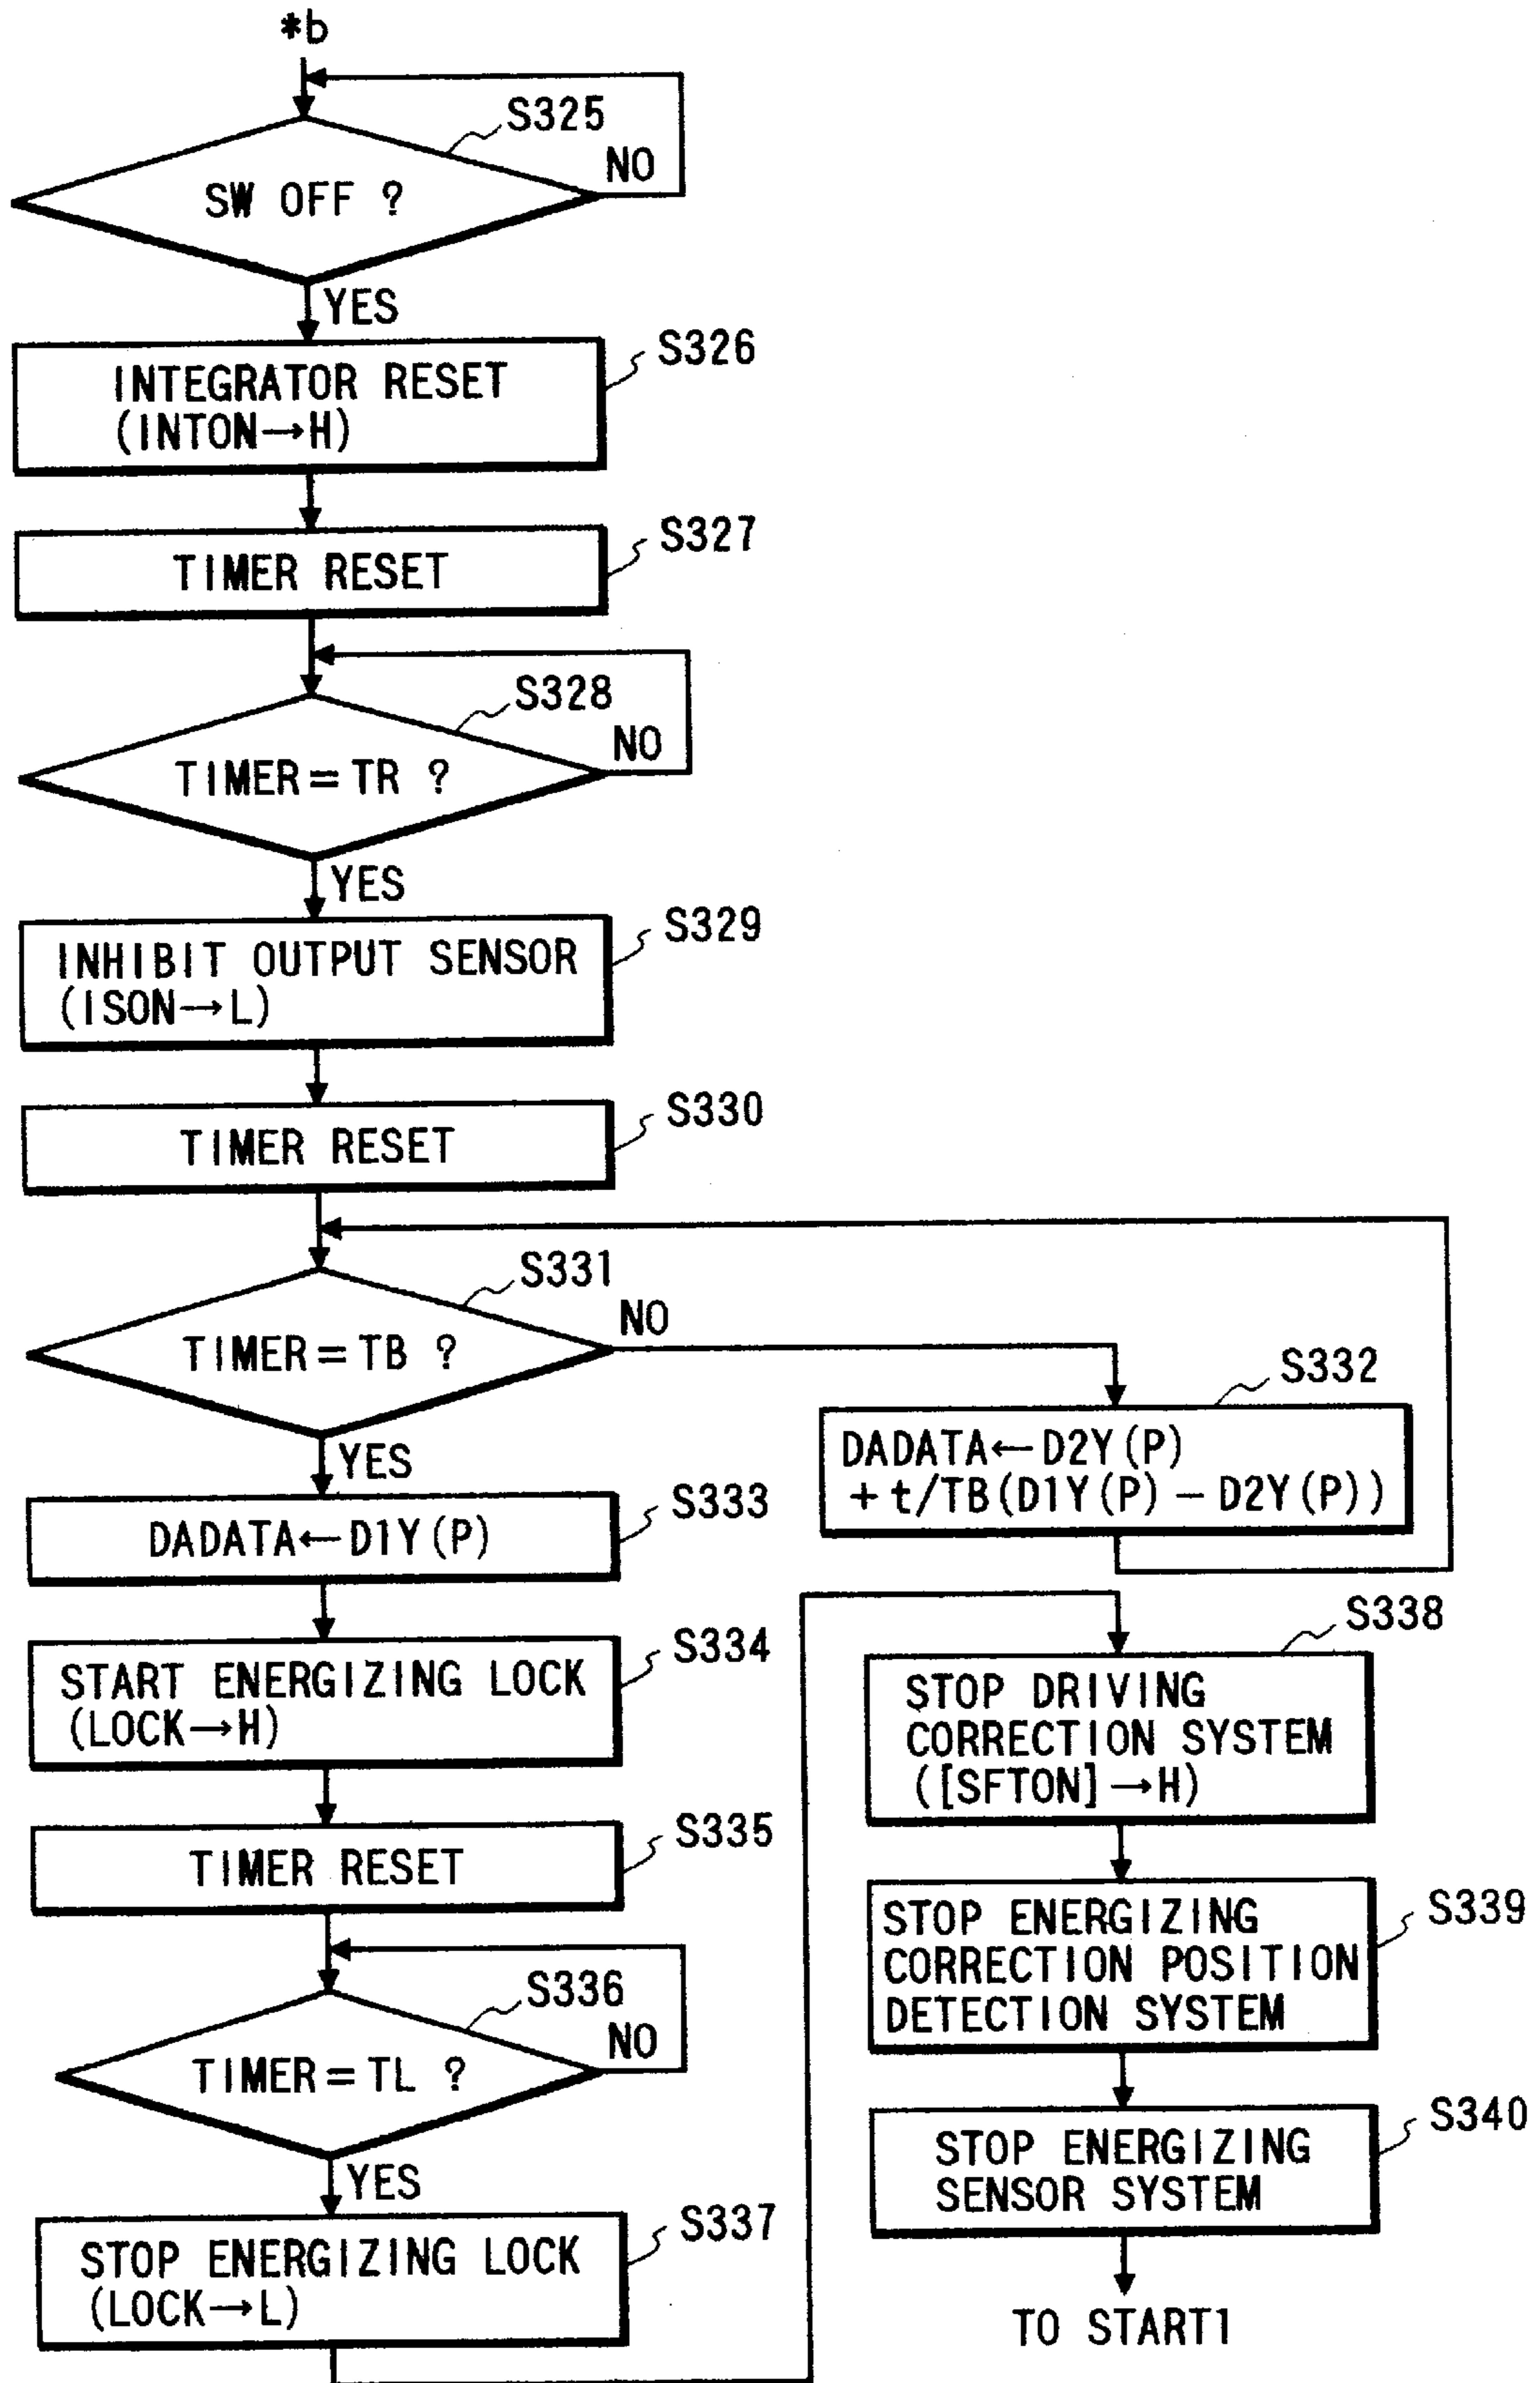 *b
S325
SW OFF ?
NO
YES
S326
INTEGRATOR RESET
(INTON→H)
S327
TIMER RESET
S328
TIMER=TR ?
NO
YES
S329
INHIBIT OUTPUT SENSOR
(ISON→L)
S330
TIMER RESET
S331
TIMER=TB ?
NO
YES
S332
DADATA←D2Y(P)
+t/TB(D1Y(P)-D2Y(P))
S333
DADATA←D1Y(P)
S334
START ENERGIZING LOCK
(LOCK→H)
S335
TIMER RESET
S336
TIMER=TL ?
NO
YES
S337
STOP ENERGIZING LOCK
(LOCK→L)
S338
STOP DRIVING
CORRECTION SYSTEM
([SFTON]→H)
S339
STOP ENERGIZING
CORRECTION POSITION
DETECTION SYSTEM
S340
STOP ENERGIZING
SENSOR SYSTEM
TO START1